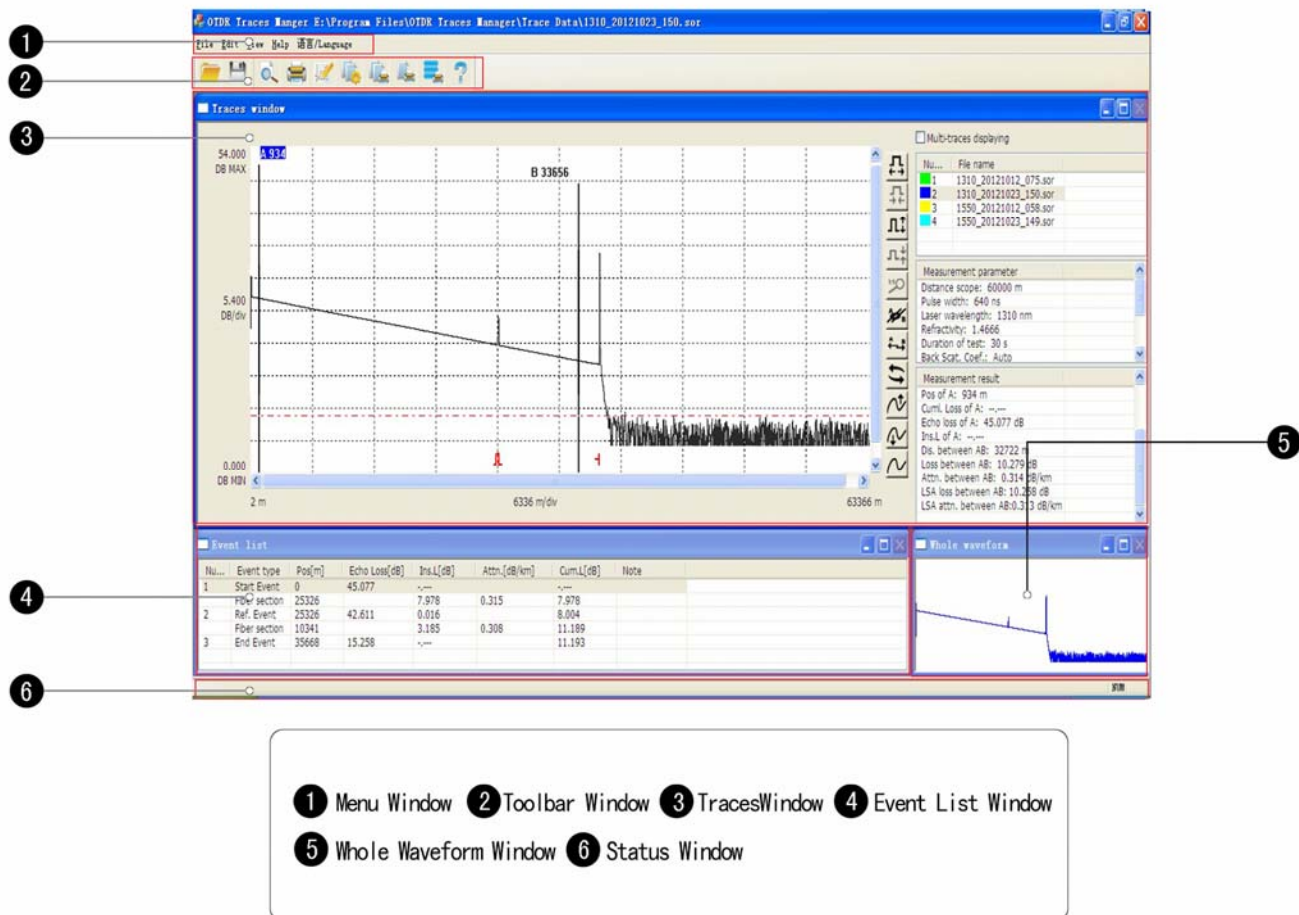 OTDR Traces Manger E:\Program Files\OTDR Traces Manager\Trace Data\1310_20121023_150.sor
1
File Edit View Help 语言/Language
2
Traces window
3
Multi-traces displaying
54.000
DB MAX
A 934
B 33656
Nu... File name
1 1310_20121012_075.sor
2 1310_20121023_150.sor
3 1550_20121012_058.sor
4 1550_20121023_149.sor
5.400
DB/div
0.000
DB MIN
2 m
6336 m/div
63366 m
Measurement parameter
Distance scope: 60000 m
Pulse width: 640 ns
Laser wavelength: 1310 nm
Refractivity: 1.4666
Duration of test: 30 s
Back Scat. Coef.: Auto
Measurement result
Pos of A: 934 m
Cuml. Loss of A: --.---
Echo loss of A: 45.077 dB
Ins.L of A: --.---
Dis. between AB: 32722 m
Loss between AB: 10.279 dB
Attn. between AB: 0.314 dB/km
LSA loss between AB: 10.258 dB
LSA attn. between AB:0.313 dB/km
5
Event list
Nu... Event type Pos[m] Echo Loss[dB] Ins.L[dB] Attn.[dB/km] Cum.L[dB] Note
1 Start Event 0 45.077 -.--- -.---
4
Fiber section 25326 7.978 0.315 7.978
2 Ref. Event 25326 42.611 0.016 8.004
Fiber section 10341 3.185 0.308 11.189
3 End Event 35668 15.258 -.--- 11.193
Whole waveform
6
1 Menu Window 2 Toolbar Window 3 TracesWindow 4 Event List Window
5 Whole Waveform Window 6 Status Window